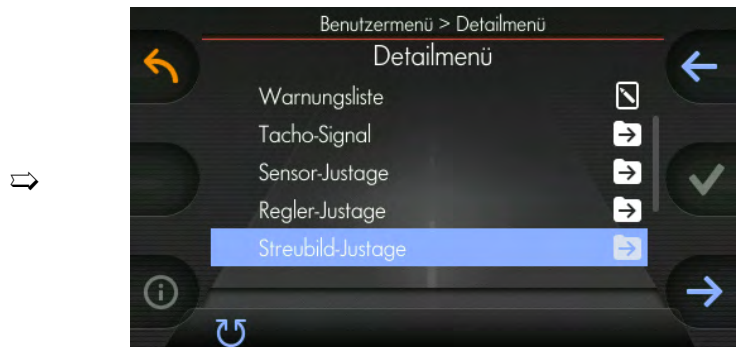 Benutzermenü > Detailmenü
Detailmenü
Warnungsliste
Tacho-Signal
Sensor-Justage
Regler-Justage
Streubild-Justage